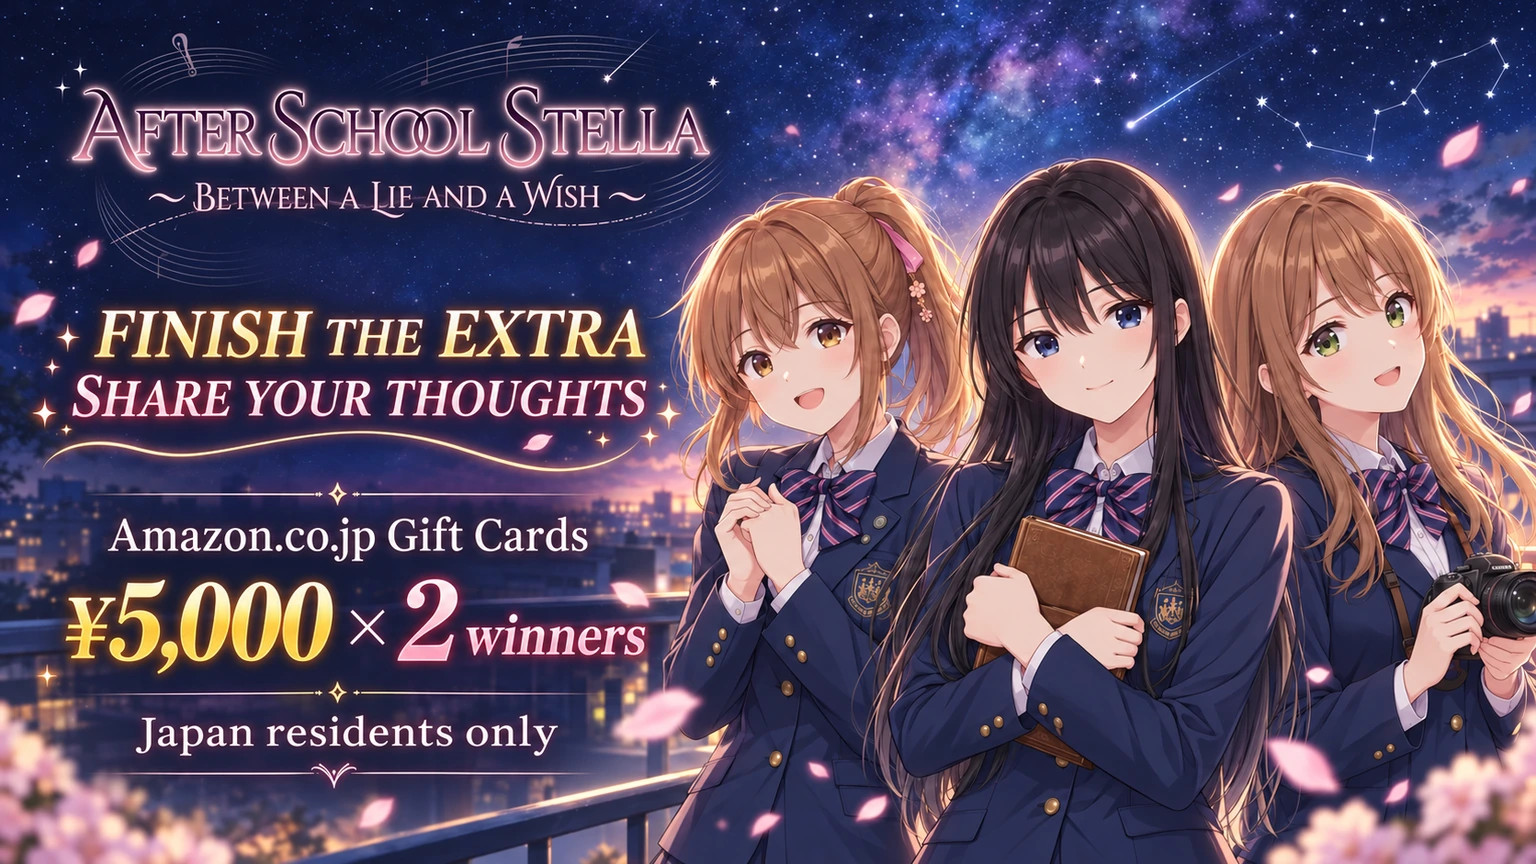 After School Stella
~ Between a Lie and a Wish ~
FINISH THE EXTRA
SHARE YOUR THOUGHTS
Amazon.co.jp Gift Cards
¥5,000 × 2 winners
Japan residents only